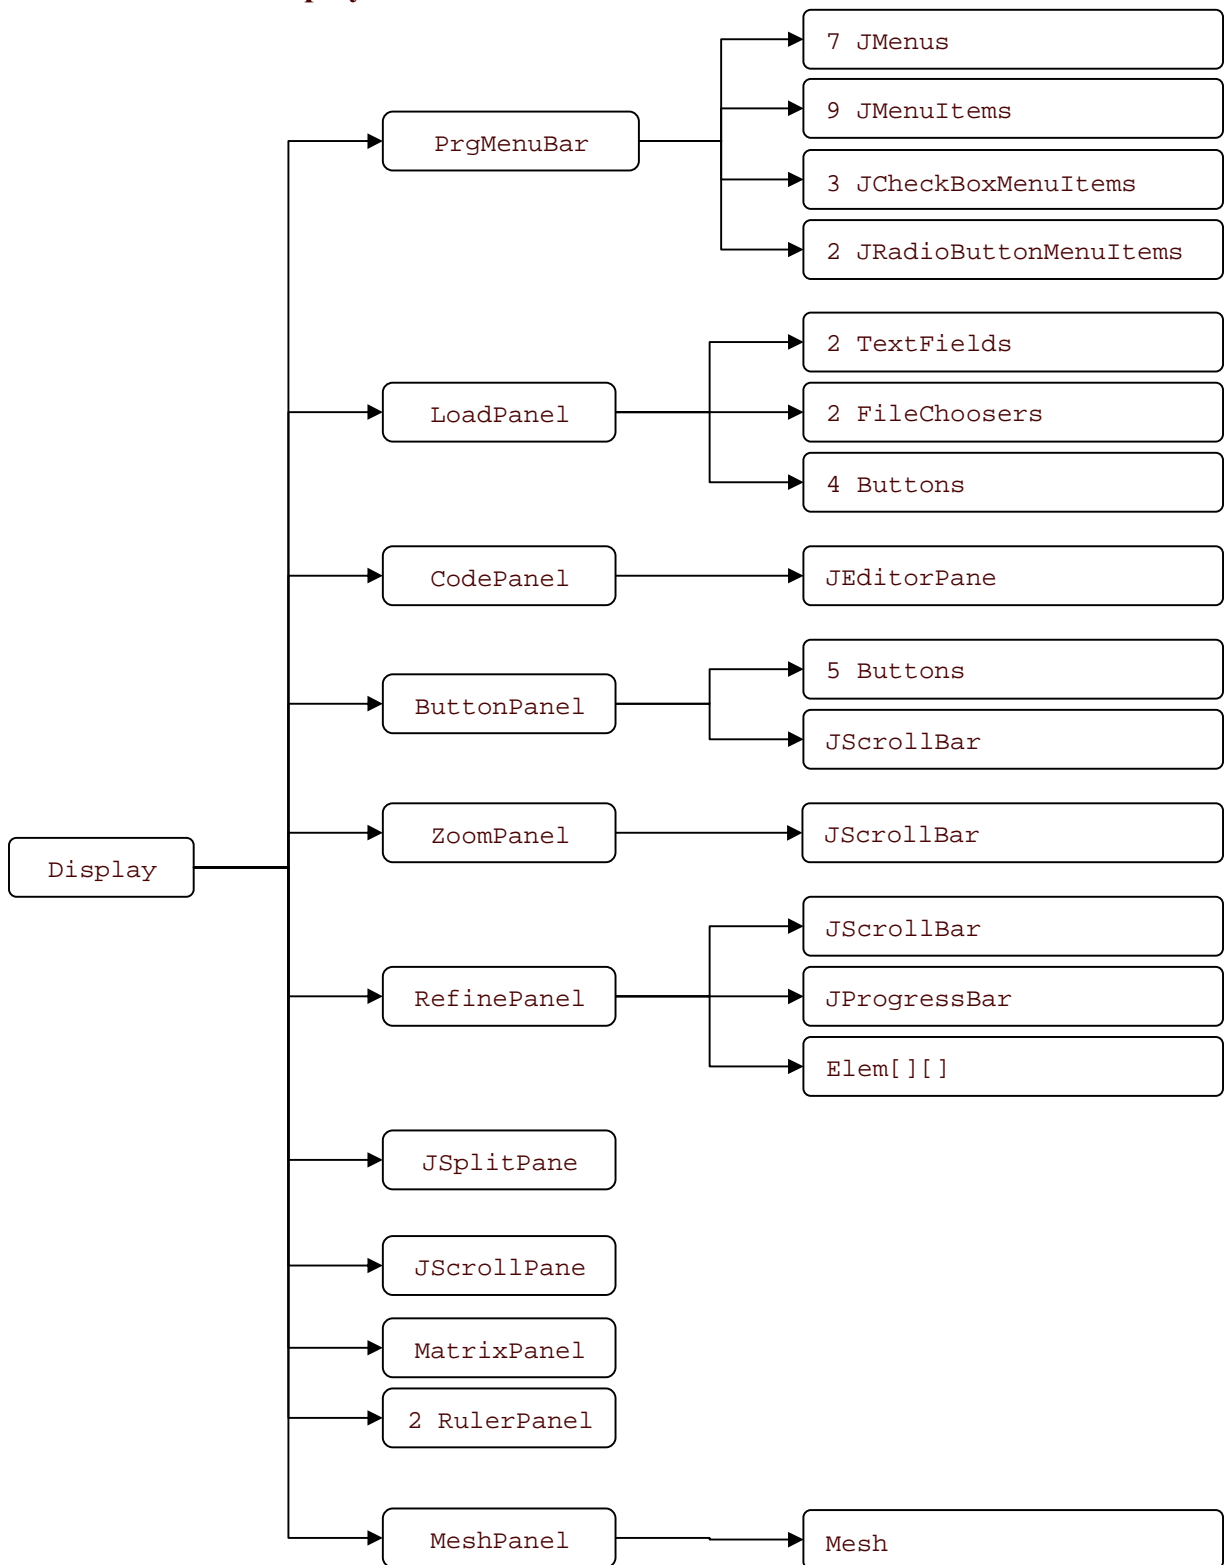 7 JMenus
9 JMenuItems
PrgMenuBar
3 JCheckBoxMenuItems
2 JRadioButtonMenuItems
2 TextFields
LoadPanel
2 FileChoosers
4 Buttons
CodePanel
JEditorPane
5 Buttons
ButtonPanel
JScrollBar
ZoomPanel
JScrollBar
Display
JScrollBar
RefinePanel
JProgressBar
Elem[][]
JSplitPane
JScrollPane
MatrixPanel
2 RulerPanel
MeshPanel
Mesh